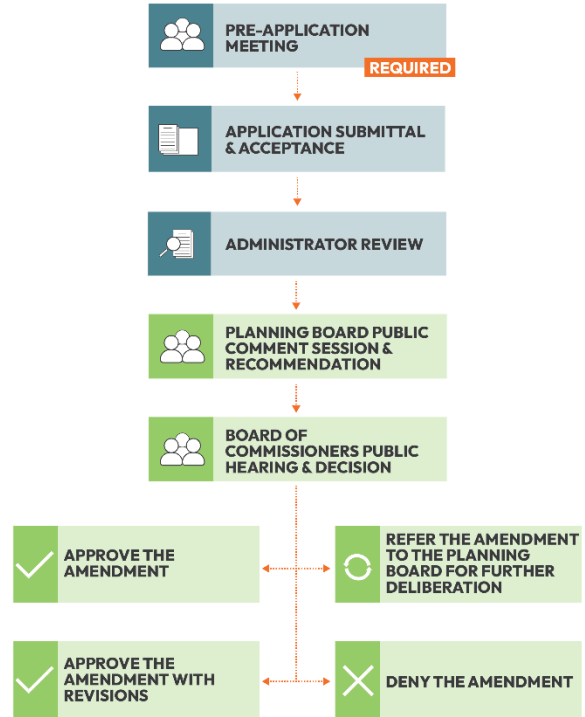 PRE-APPLICATION
MEETING
REQUIRED
APPLICATION SUBMITTAL
& ACCEPTANCE
ADMINISTRATOR REVIEW
PLANNING BOARD PUBLIC
COMMENT SESSION &
RECOMMENDATION
BOARD OF
COMMISSIONERS PUBLIC
HEARING & DECISION
APPROVE THE
AMENDMENT
REFER THE AMENDMENT
TO THE PLANNING
BOARD FOR FURTHER
DELIBERATION
APPROVE THE
AMENDMENT WITH
REVISIONS
DENY THE AMENDMENT